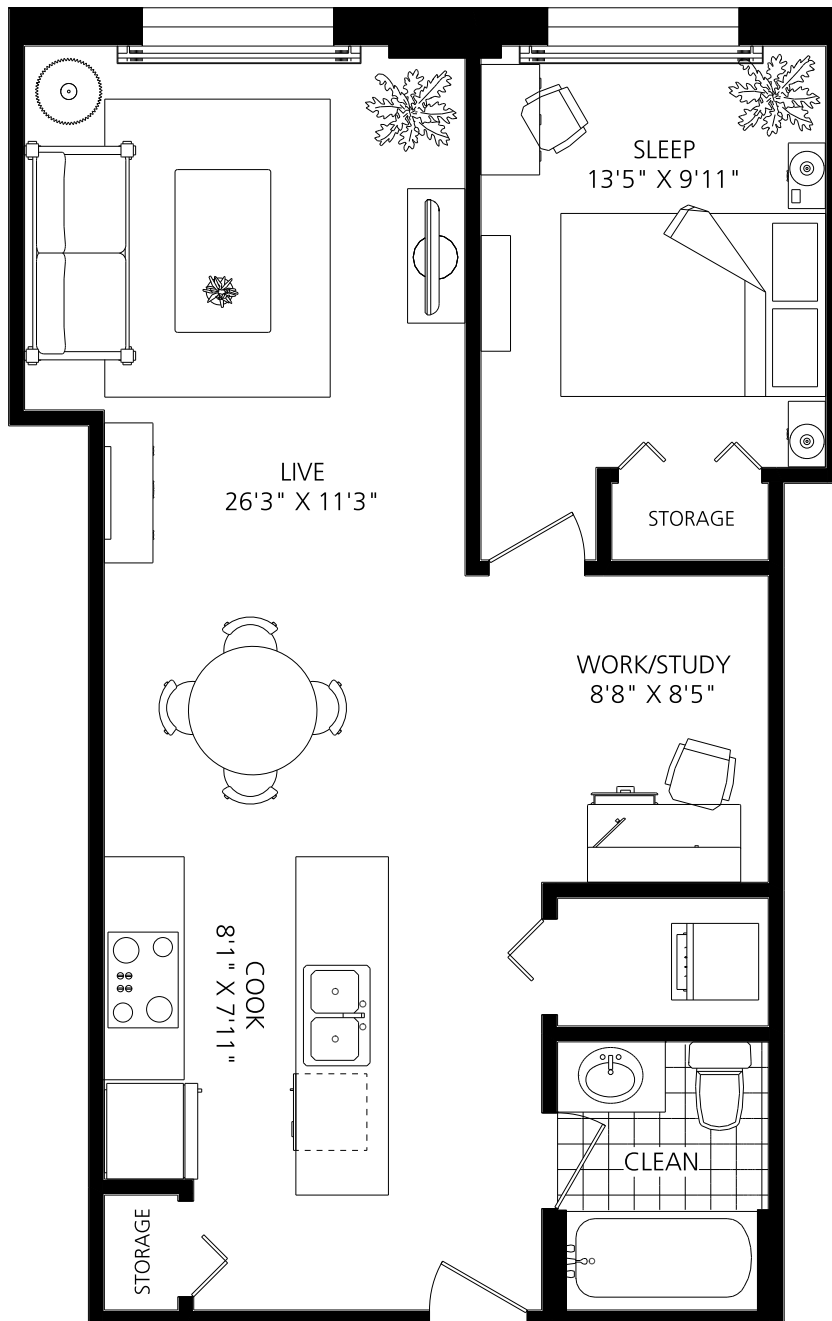 SLEEP
13'5" X 9'11"
LIVE
26'3" X 11'3"
STORAGE
WORK/STUDY
8'8" X 8'5"
COOK
8'1" X 7'11"
CLEAN
STORAGE